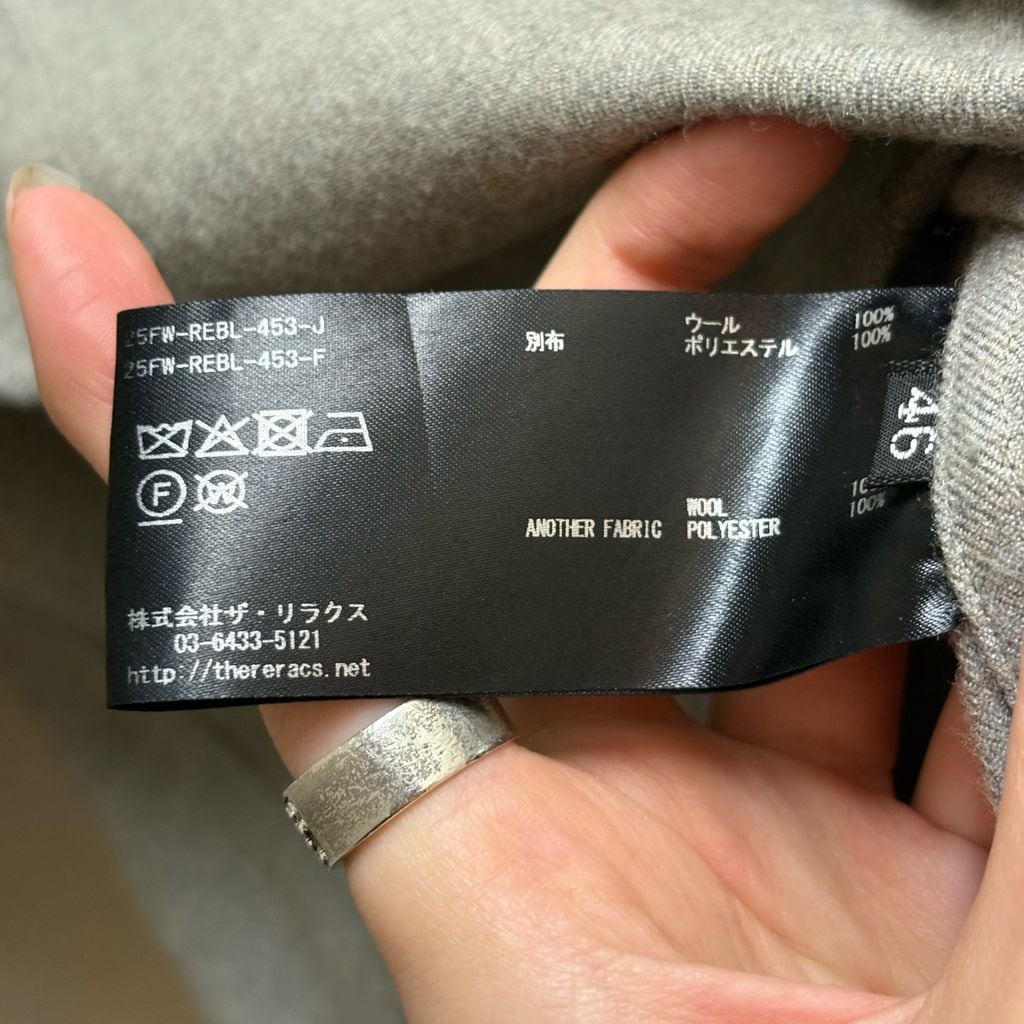 25FW-REBL-453-J
25FW-REBL-453-F
別布 ウール 100%
ポリエステル 100%
46
F
W
WOOL
ANOTHER FABRIC POLYESTER 100%
株式会社ザ・リラクス
03-6433-5121
http://thereracs.net